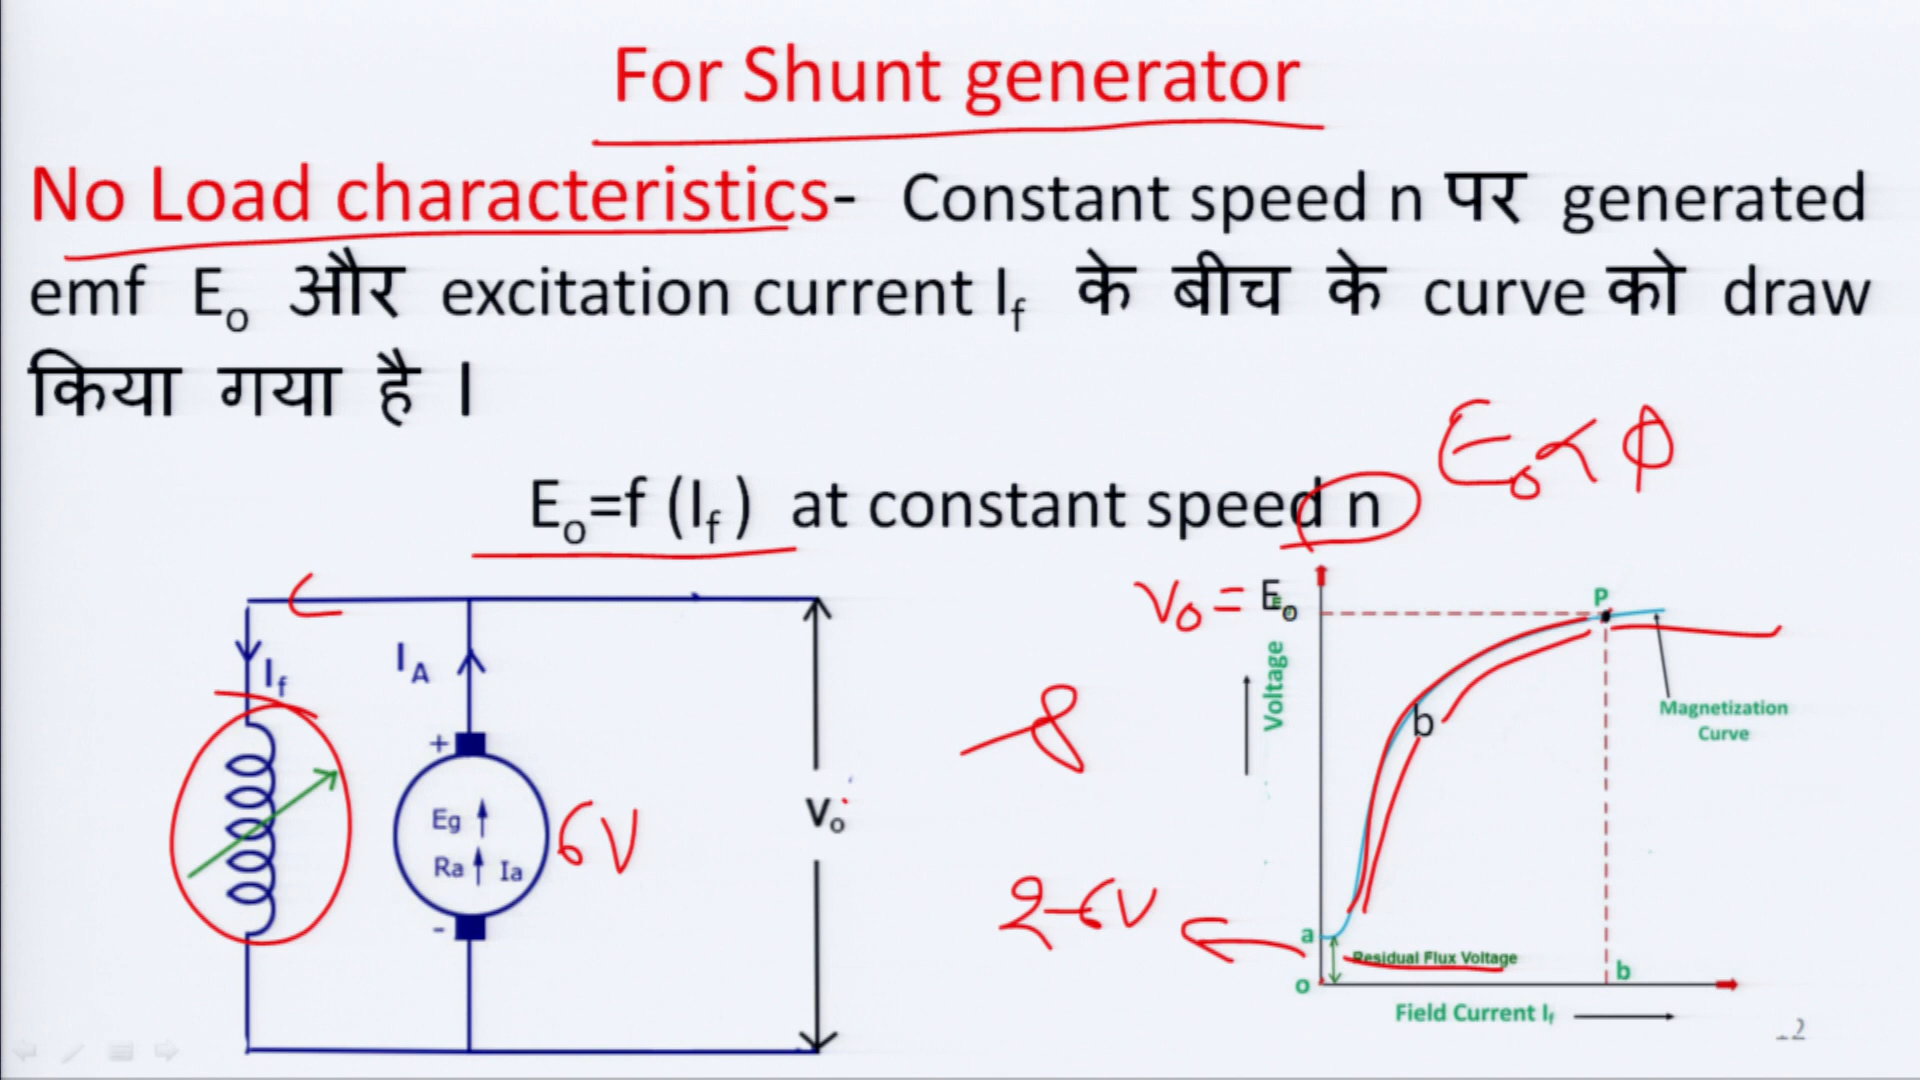 For Shunt generator
No Load characteristics- Constant speed n पर generated
emf Eo और excitation current If के बीच के curve को draw
किया गया है ।
Eo∝ϕ
Eo=f (If) at constant speed n
Vo = Eo
P
If
IA
Voltage
b
Magnetization
Curve
+
Eg
6V
Vo
Ra Ia
2-6V
-
a
Residual Flux Voltage
o
b
Field Current If
12